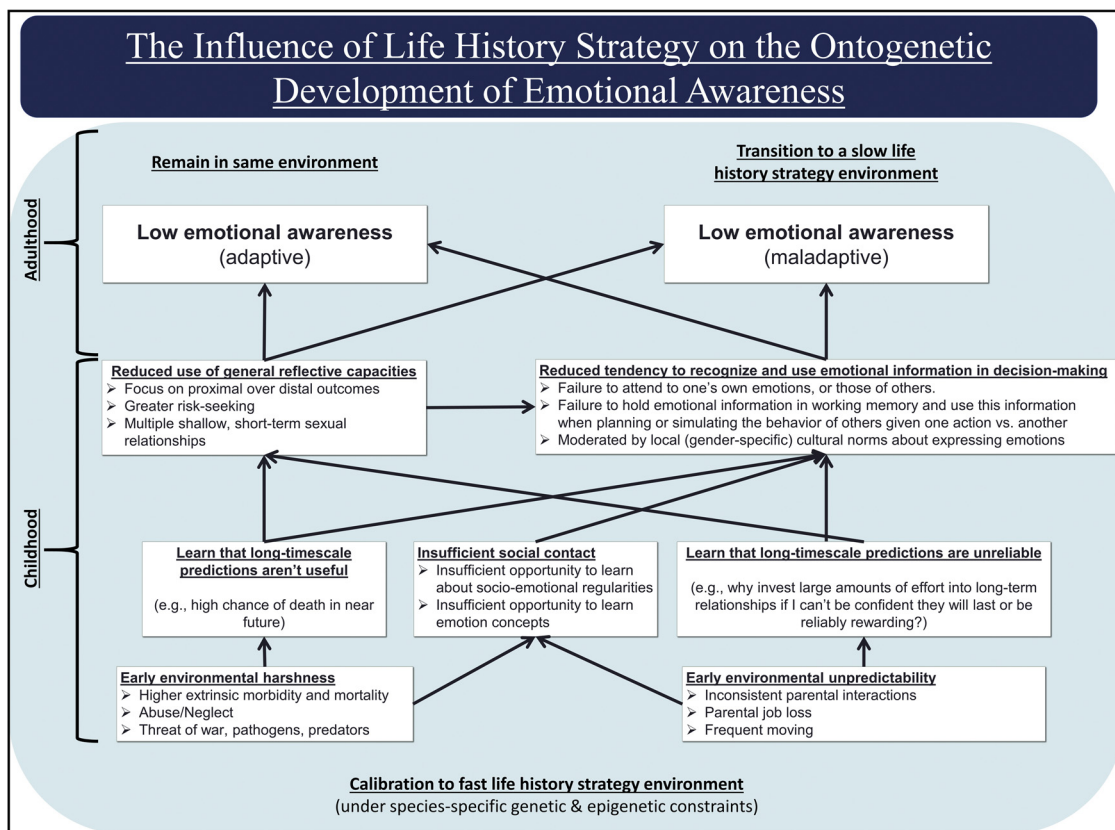 The Influence of Life History Strategy on the Ontogenetic
Development of Emotional Awareness
Adulthood
Remain in same environment
Transition to a slow life
history strategy environment
Low emotional awareness
(adaptive)
Low emotional awareness
(maladaptive)
Childhood
Reduced use of general reflective capacities
➢ Focus on proximal over distal outcomes
➢ Greater risk-seeking
➢ Multiple shallow, short-term sexual
relationships
Reduced tendency to recognize and use emotional information in decision-making
➢ Failure to attend to one's own emotions, or those of others.
➢ Failure to hold emotional information in working memory and use this information
when planning or simulating the behavior of others given one action vs. another
➢ Moderated by local (gender-specific) cultural norms about expressing emotions
Learn that long-timescale
predictions aren't useful
(e.g., high chance of death in near
future)
Insufficient social contact
➢ Insufficient opportunity to learn
about socio-emotional regularities
➢ Insufficient opportunity to learn
emotion concepts
Learn that long-timescale predictions are unreliable
(e.g., why invest large amounts of effort into long-term
relationships if I can't be confident they will last or be
reliably rewarding?)
Early environmental harshness
➢ Higher extrinsic morbidity and mortality
➢ Abuse/Neglect
➢ Threat of war, pathogens, predators
Early environmental unpredictability
➢ Inconsistent parental interactions
➢ Parental job loss
➢ Frequent moving
Calibration to fast life history strategy environment
(under species-specific genetic & epigenetic constraints)